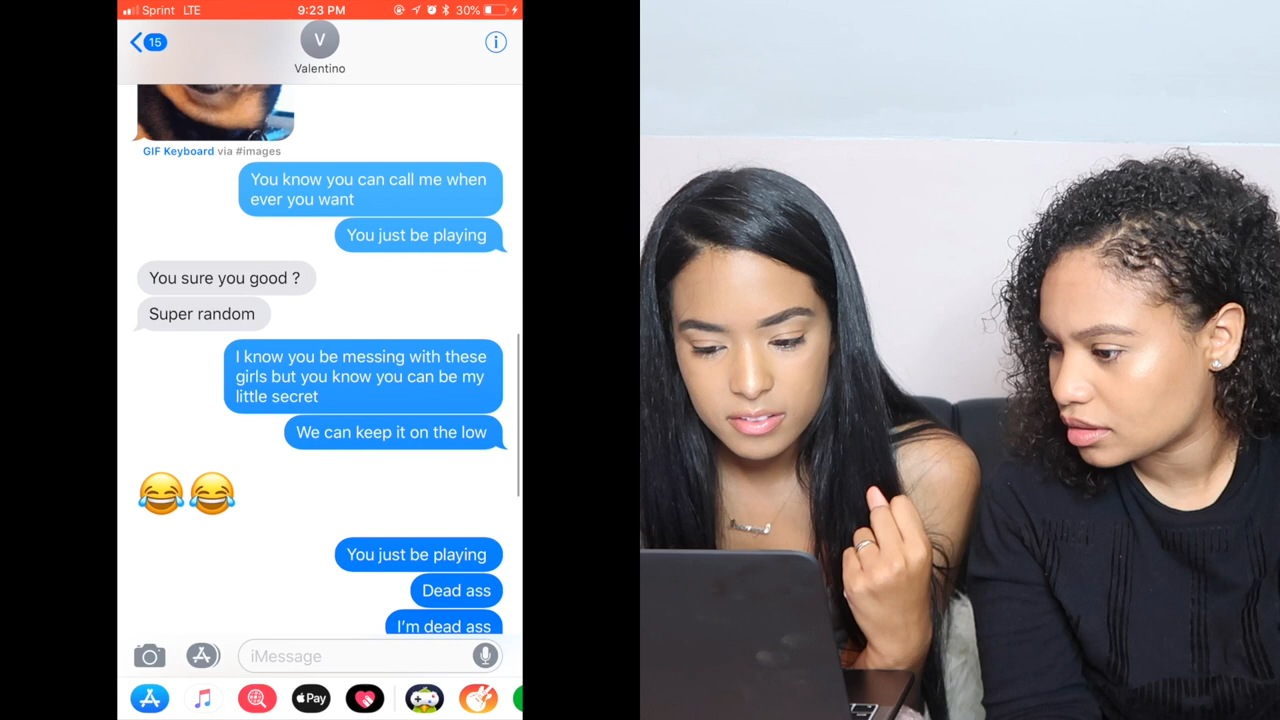 Sprint LTE 9:23 PM 30%
15
V
Valentino
GIF Keyboard via #images
You know you can call me when
ever you want
You just be playing
You sure you good ?
Super random
I know you be messing with these
girls but you know you can be my
little secret
We can keep it on the low
😂😂
You just be playing
Dead ass
I'm dead ass
iMessage
Pay